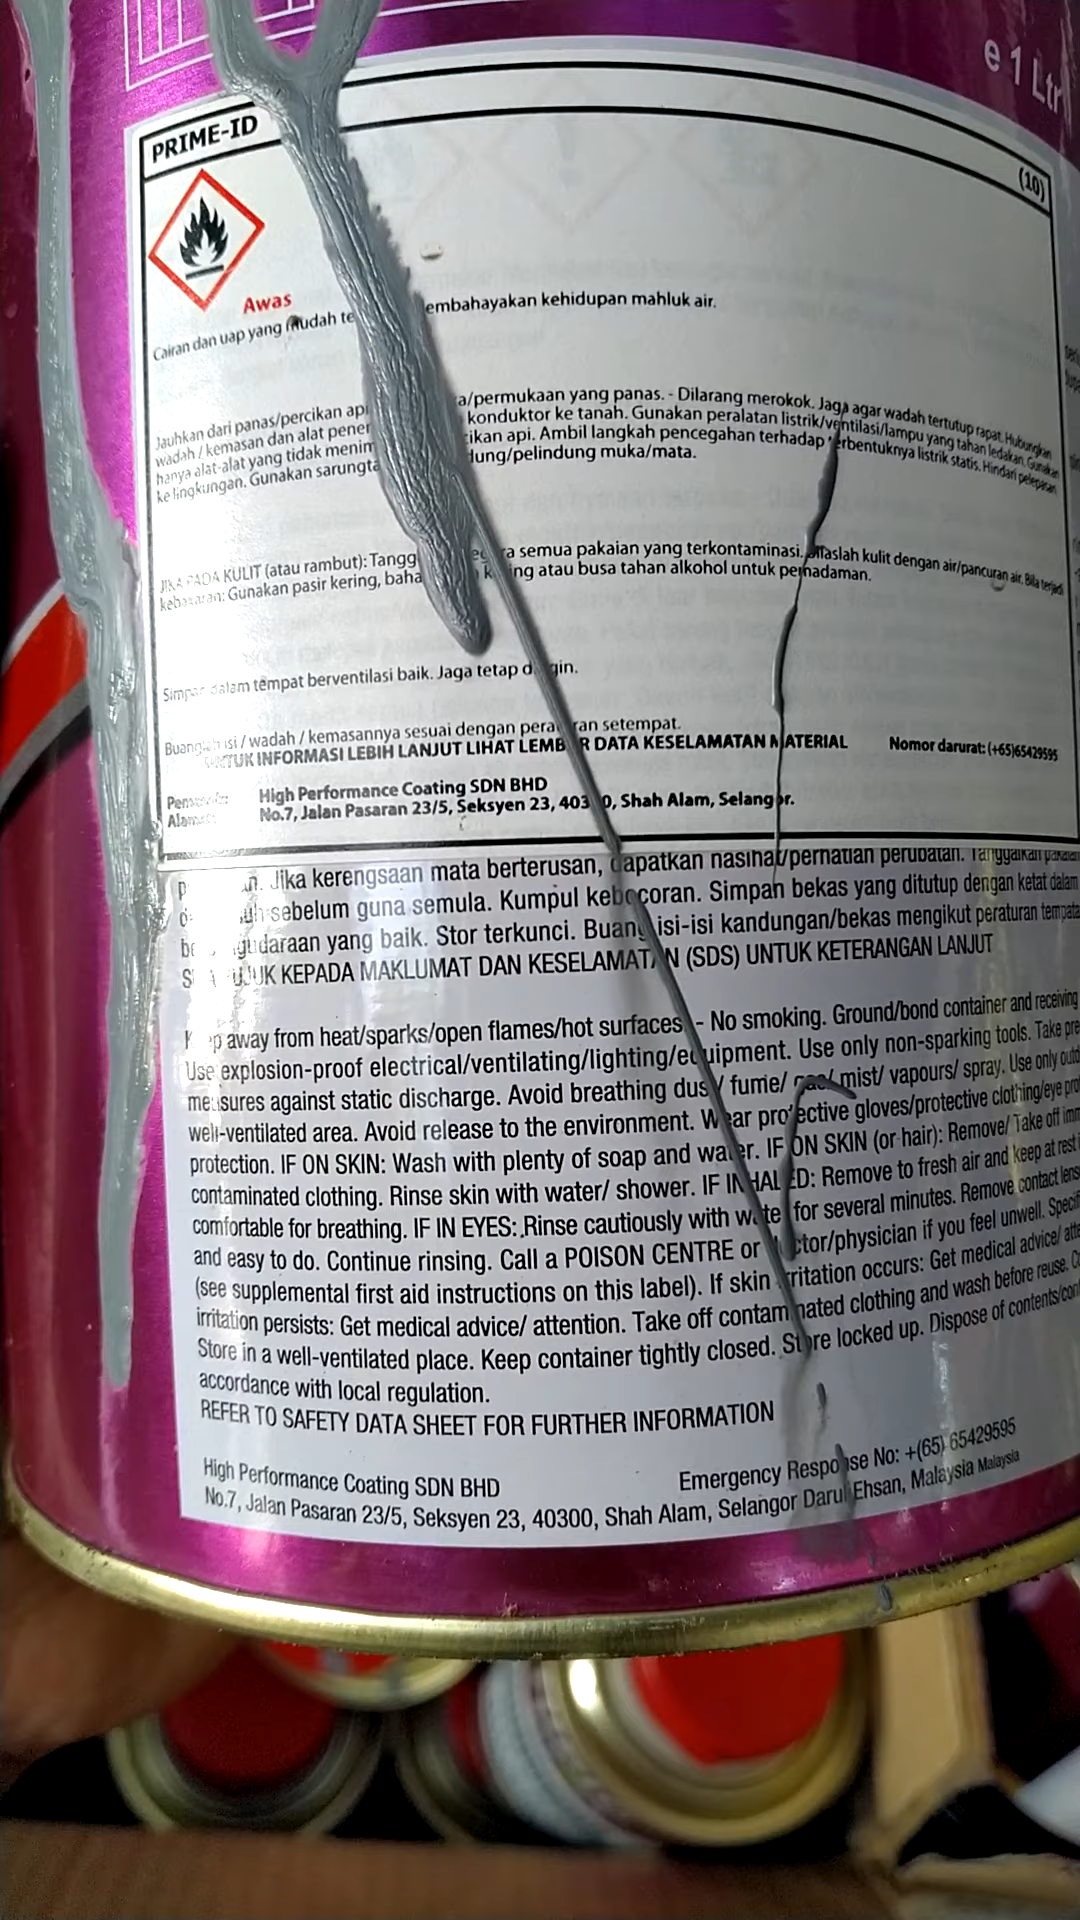 e 1 Ltr
PRIME-ID
(10)
Awas
Cairan dan uap yang mudah te embahayakan kehidupan mahluk air.
Jauhkan dari panas/percikan api a/permukaan yang panas. - Dilarang merokok. Jaga agar wadah tertutup rapat. Hubungkan
wadah / kemasan dan alat pener konduktor ke tanah. Gunakan peralatan listrik/ventilasi/lampu yang tahan ledakan. Gunakan
hanya alat-alat yang tidak menim ikan api. Ambil langkah pencegahan terhadap terbentuknya listrik statis. Hindari pelepasan
ke lingkungan. Gunakan sarungta dung/pelindung muka/mata.
JIKA PADA KULIT (atau rambut): Tangg segera semua pakaian yang terkontaminasi. Bilaslah kulit dengan air/pancuran air. Bila terjadi
kebakaran: Gunakan pasir kering, baha kering atau busa tahan alkohol untuk pemadaman.
Simpan dalam tempat berventilasi baik. Jaga tetap dingin.
Buanglah isi / wadah / kemasannya sesuai dengan peraturan setempat.
UNTUK INFORMASI LEBIH LANJUT LIHAT LEMBAR DATA KESELAMATAN MATERIAL Nomor darurat: (+65)65429595
High Performance Coating SDN BHD
Alamat: No.7, Jalan Pasaran 23/5, Seksyen 23, 40300, Shah Alam, Selangor.
Jika kerengsaan mata berterusan, dapatkan nasihat/perhatian perubatan. Tanggalkan pakaian
sebelum guna semula. Kumpul kebocoran. Simpan bekas yang ditutup dengan ketat dalam
pengudaraan yang baik. Stor terkunci. Buang isi-isi kandungan/bekas mengikut peraturan tempata
RUJUK KEPADA MAKLUMAT DAN KESELAMATAN (SDS) UNTUK KETERANGAN LANJUT
Keep away from heat/sparks/open flames/hot surfaces. - No smoking. Ground/bond container and receiving
Use explosion-proof electrical/ventilating/lighting/equipment. Use only non-sparking tools. Take pre
measures against static discharge. Avoid breathing dust/ fume/ gas/ mist/ vapours/ spray. Use only outd
well-ventilated area. Avoid release to the environment. Wear protective gloves/protective clothing/eye pro
protection. IF ON SKIN: Wash with plenty of soap and water. IF ON SKIN (or hair): Remove/ Take off imm
contaminated clothing. Rinse skin with water/ shower. IF INHALED: Remove to fresh air and keep at rest i
comfortable for breathing. IF IN EYES: Rinse cautiously with water for several minutes. Remove contact lens
and easy to do. Continue rinsing. Call a POISON CENTRE or doctor/physician if you feel unwell. Specif
(see supplemental first aid instructions on this label). If skin irritation occurs: Get medical advice/ atte
irritation persists: Get medical advice/ attention. Take off contaminated clothing and wash before reuse. Co
Store in a well-ventilated place. Keep container tightly closed. Store locked up. Dispose of contents/con
accordance with local regulation.
REFER TO SAFETY DATA SHEET FOR FURTHER INFORMATION
High Performance Coating SDN BHD Emergency Response No: +(65) 65429595
No.7, Jalan Pasaran 23/5, Seksyen 23, 40300, Shah Alam, Selangor Darul Ehsan, Malaysia Malaysia